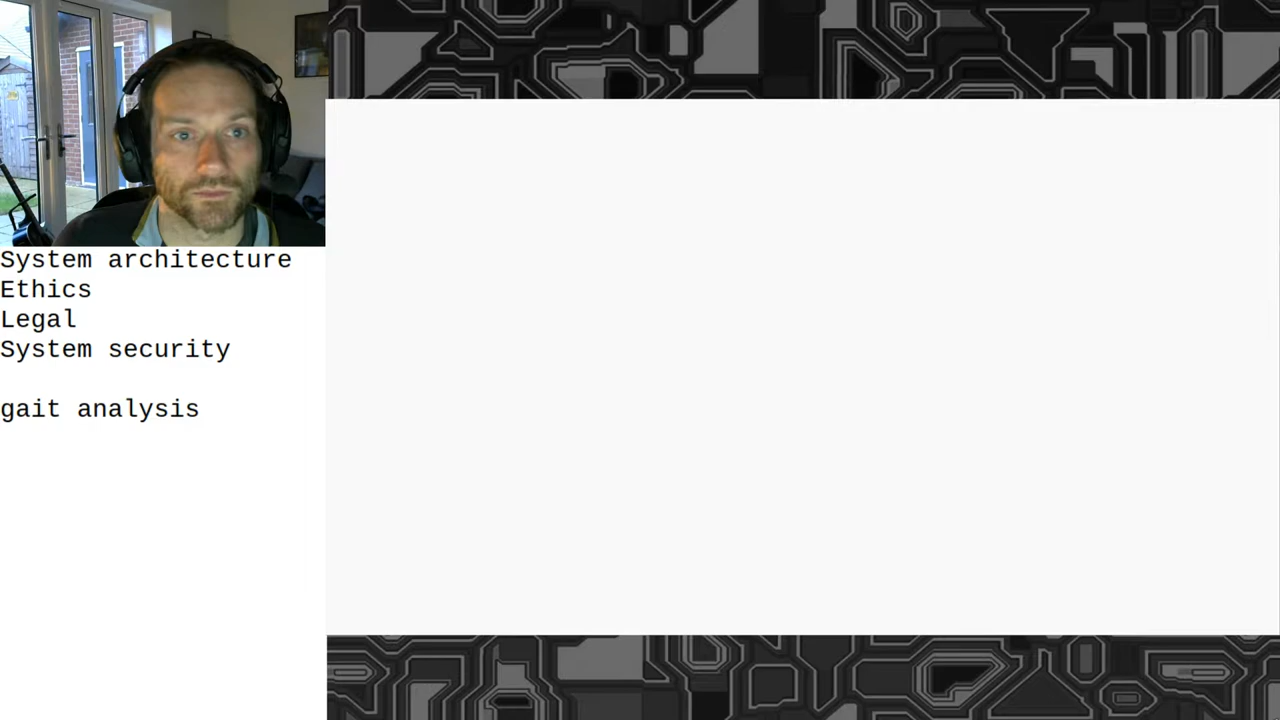 System architecture
Ethics
Legal
System security
gait analysis